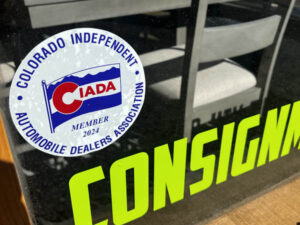 COLORADO INDEPENDENT
CIADA
MEMBER
2024
AUTOMOBILE DEALERS ASSOCIATION
CONSIGNM